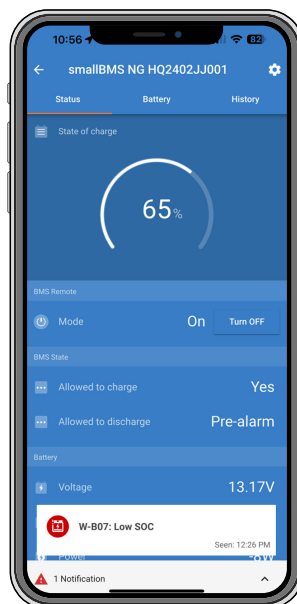 10:56 82
smallBMS NG HQ2402JJ001
Status Battery History
State of charge
65%
BMS Remote
Mode On Turn OFF
BMS State
Allowed to charge Yes
Allowed to discharge Pre-alarm
Battery
Voltage 13.17V
W-B07: Low SOC
Seen: 12:26 PM
Power -8W
1 Notification